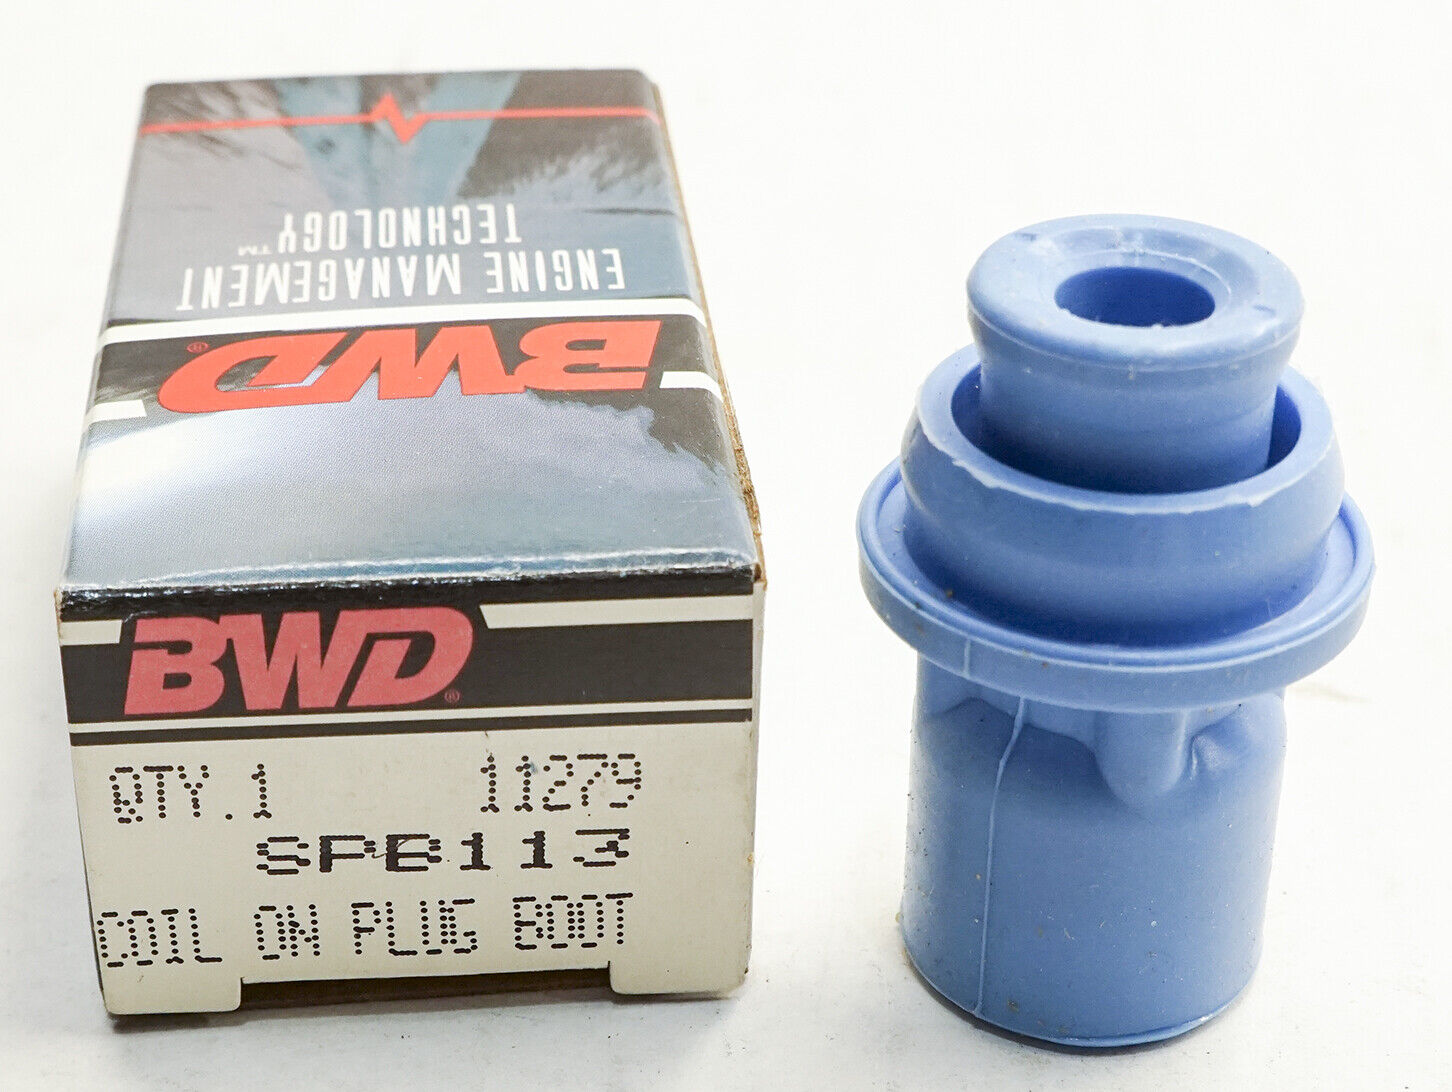 ENGINE MANAGEMENT
TECHNOLOGY™
BWD®
BWD®
QTY.1 11279
SPB113
COIL ON PLUG BOOT